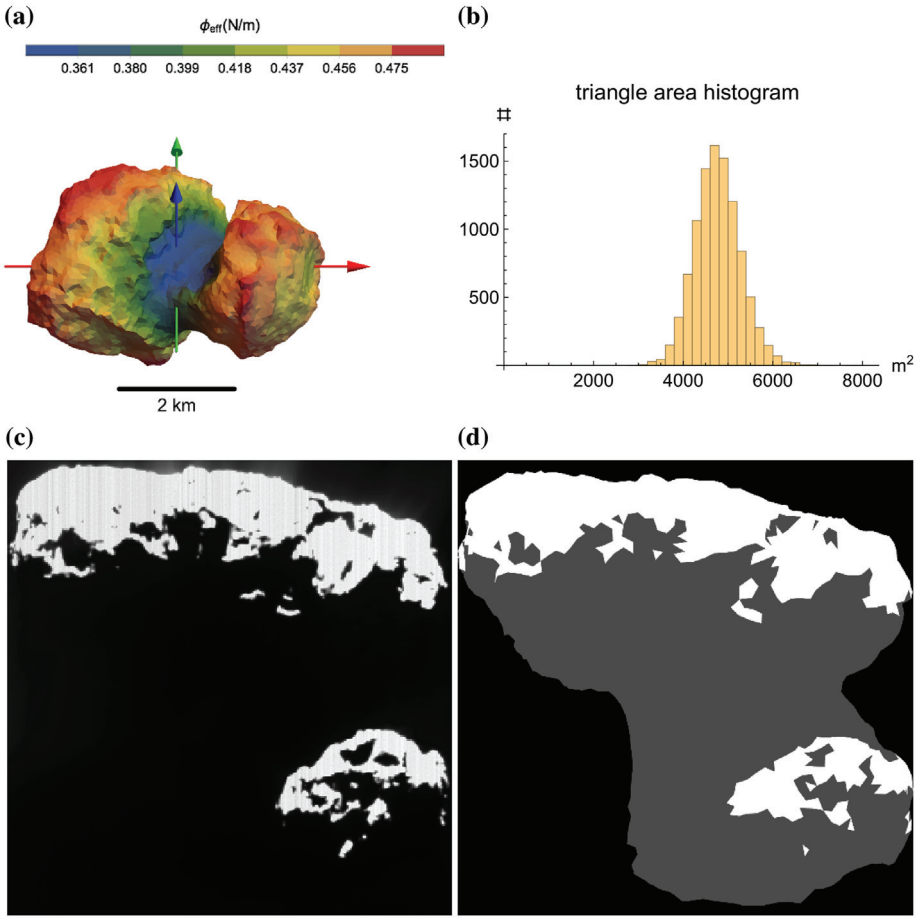 (a)
ϕeff(N/m)
0.361 0.380 0.399 0.418 0.437 0.456 0.475
2 km
(b)
triangle area histogram
#
1500
1000
500
2000 4000 6000 8000 m²
(c)
(d)